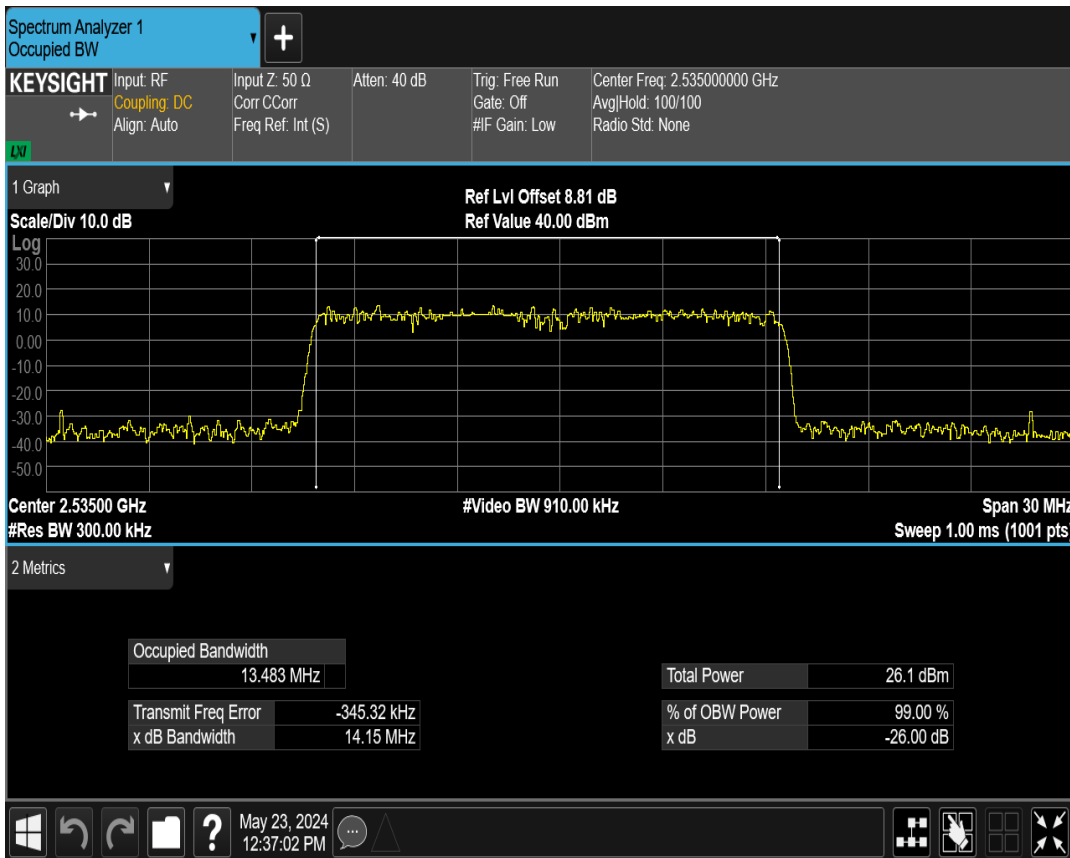 Spectrum Analyzer 1
Occupied BW
KEYSIGHT
LXI
Input: RF
Coupling: DC
Align: Auto
Input Z: 50 Ω
Corr CCorr
Freq Ref: Int (S)
Atten: 40 dB
Trig: Free Run
Gate: Off
#IF Gain: Low
Center Freq: 2.535000000 GHz
Avg|Hold: 100/100
Radio Std: None
1 Graph
Scale/Div 10.0 dB
Ref Lvl Offset 8.81 dB
Ref Value 40.00 dBm
Log
30.0
20.0
10.0
0.00
-10.0
-20.0
-30.0
-40.0
-50.0
Center 2.53500 GHz
#Res BW 300.00 kHz
#Video BW 910.00 kHz
Span 30 MHz
Sweep 1.00 ms (1001 pts)
2 Metrics
Occupied Bandwidth
13.483 MHz
Transmit Freq Error -345.32 kHz
x dB Bandwidth 14.15 MHz
Total Power 26.1 dBm
% of OBW Power 99.00 %
x dB -26.00 dB
May 23, 2024
12:37:02 PM